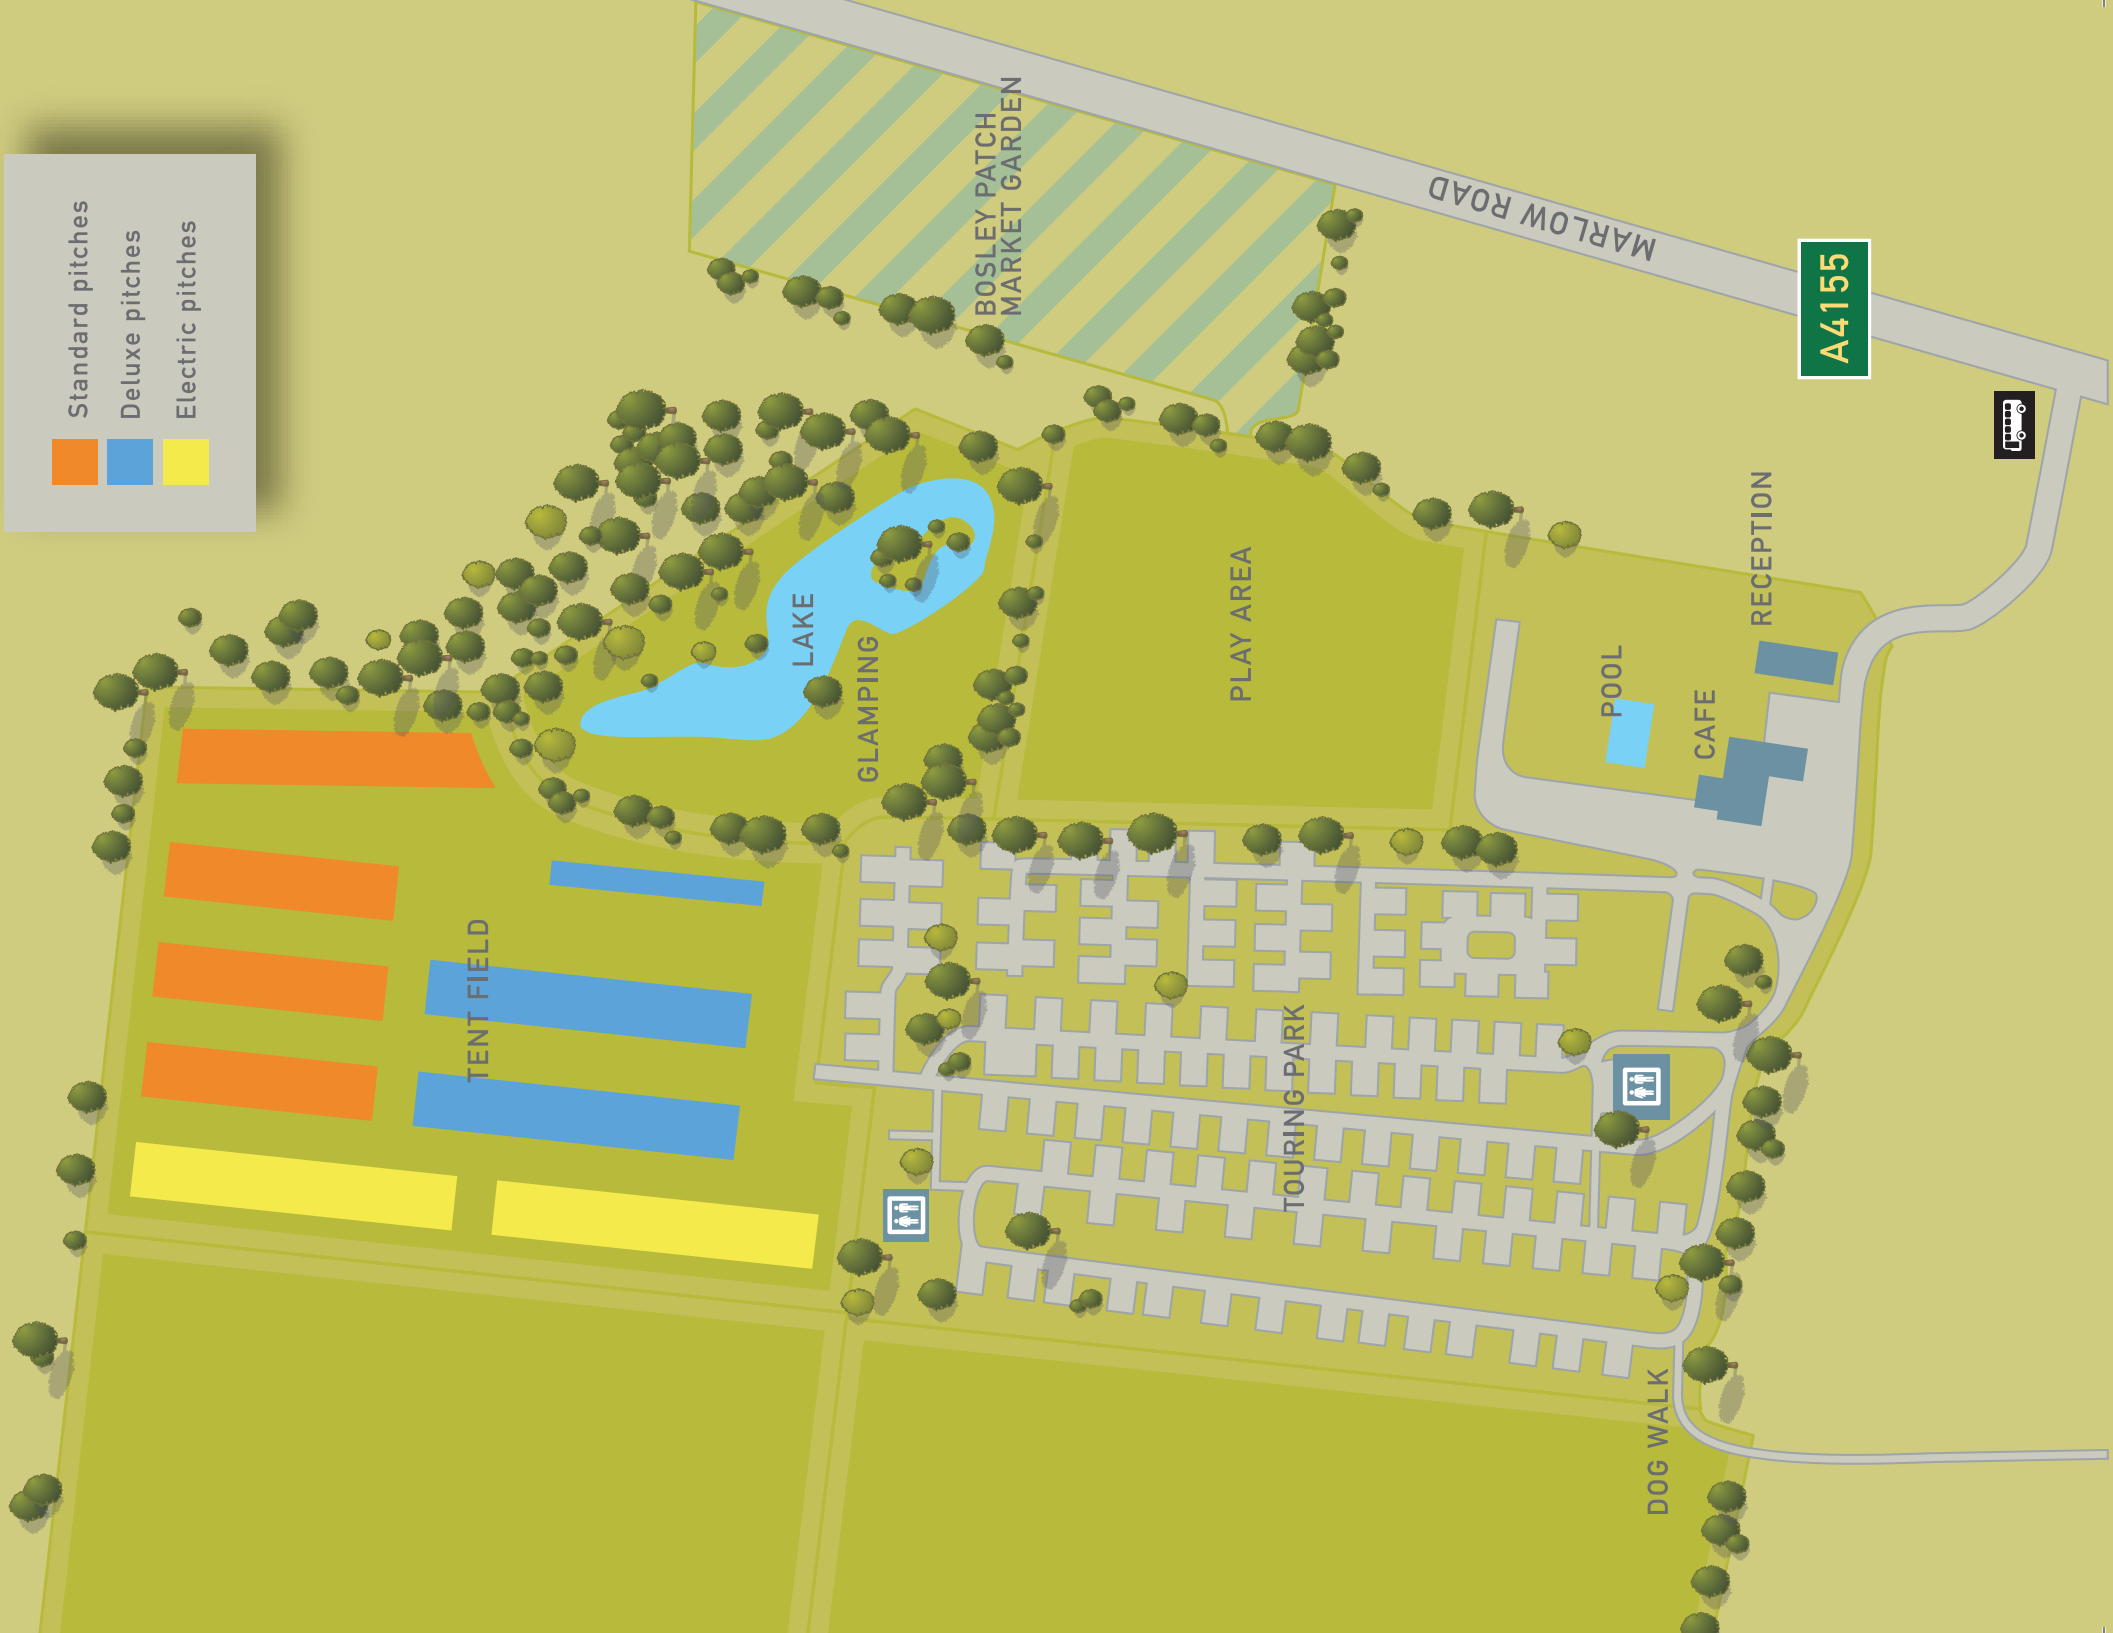 Standard pitches
Deluxe pitches
Electric pitches
BOSLEY PATCH
MARKET GARDEN
MARLOW ROAD
A4155
RECEPTION
POOL
CAFE
PLAY AREA
LAKE
GLAMPING
TENT FIELD
TOURING PARK
DOG WALK